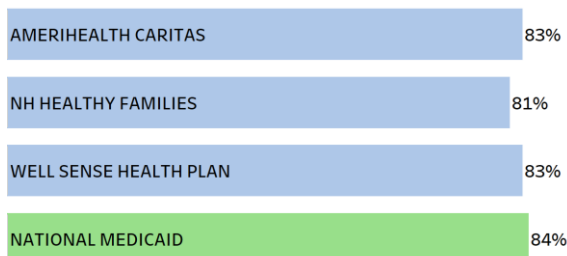 AMERIHEALTH CARITAS 83%
NH HEALTHY FAMILIES 81%
WELL SENSE HEALTH PLAN 83%
NATIONAL MEDICAID 84%